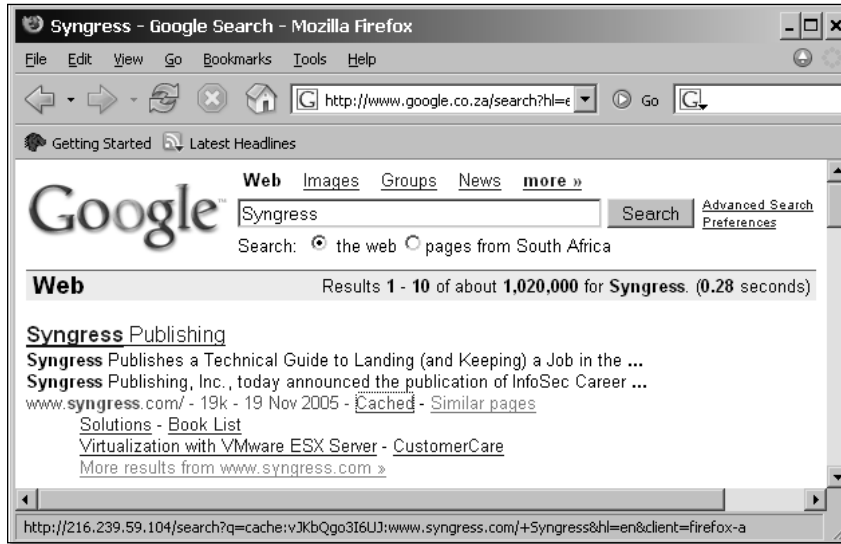 Syngress - Google Search - Mozilla Firefox
File Edit View Go Bookmarks Tools Help
G http://www.google.co.za/search?hl=e Go G
Getting Started Latest Headlines
Google™ Web Images Groups News more »
Syngress Search Advanced Search
Preferences
Search: the web pages from South Africa
Web Results 1 - 10 of about 1,020,000 for Syngress. (0.28 seconds)
Syngress Publishing
Syngress Publishes a Technical Guide to Landing (and Keeping) a Job in the ...
Syngress Publishing, Inc., today announced the publication of InfoSec Career ...
www.syngress.com/ - 19k - 19 Nov 2005 - Cached - Similar pages
Solutions - Book List
Virtualization with VMware ESX Server - CustomerCare
More results from www.syngress.com »
http://216.239.59.104/search?q=cache:vJKbQgo3I6UJ:www.syngress.com/+Syngress&hl=en&client=firefox-a